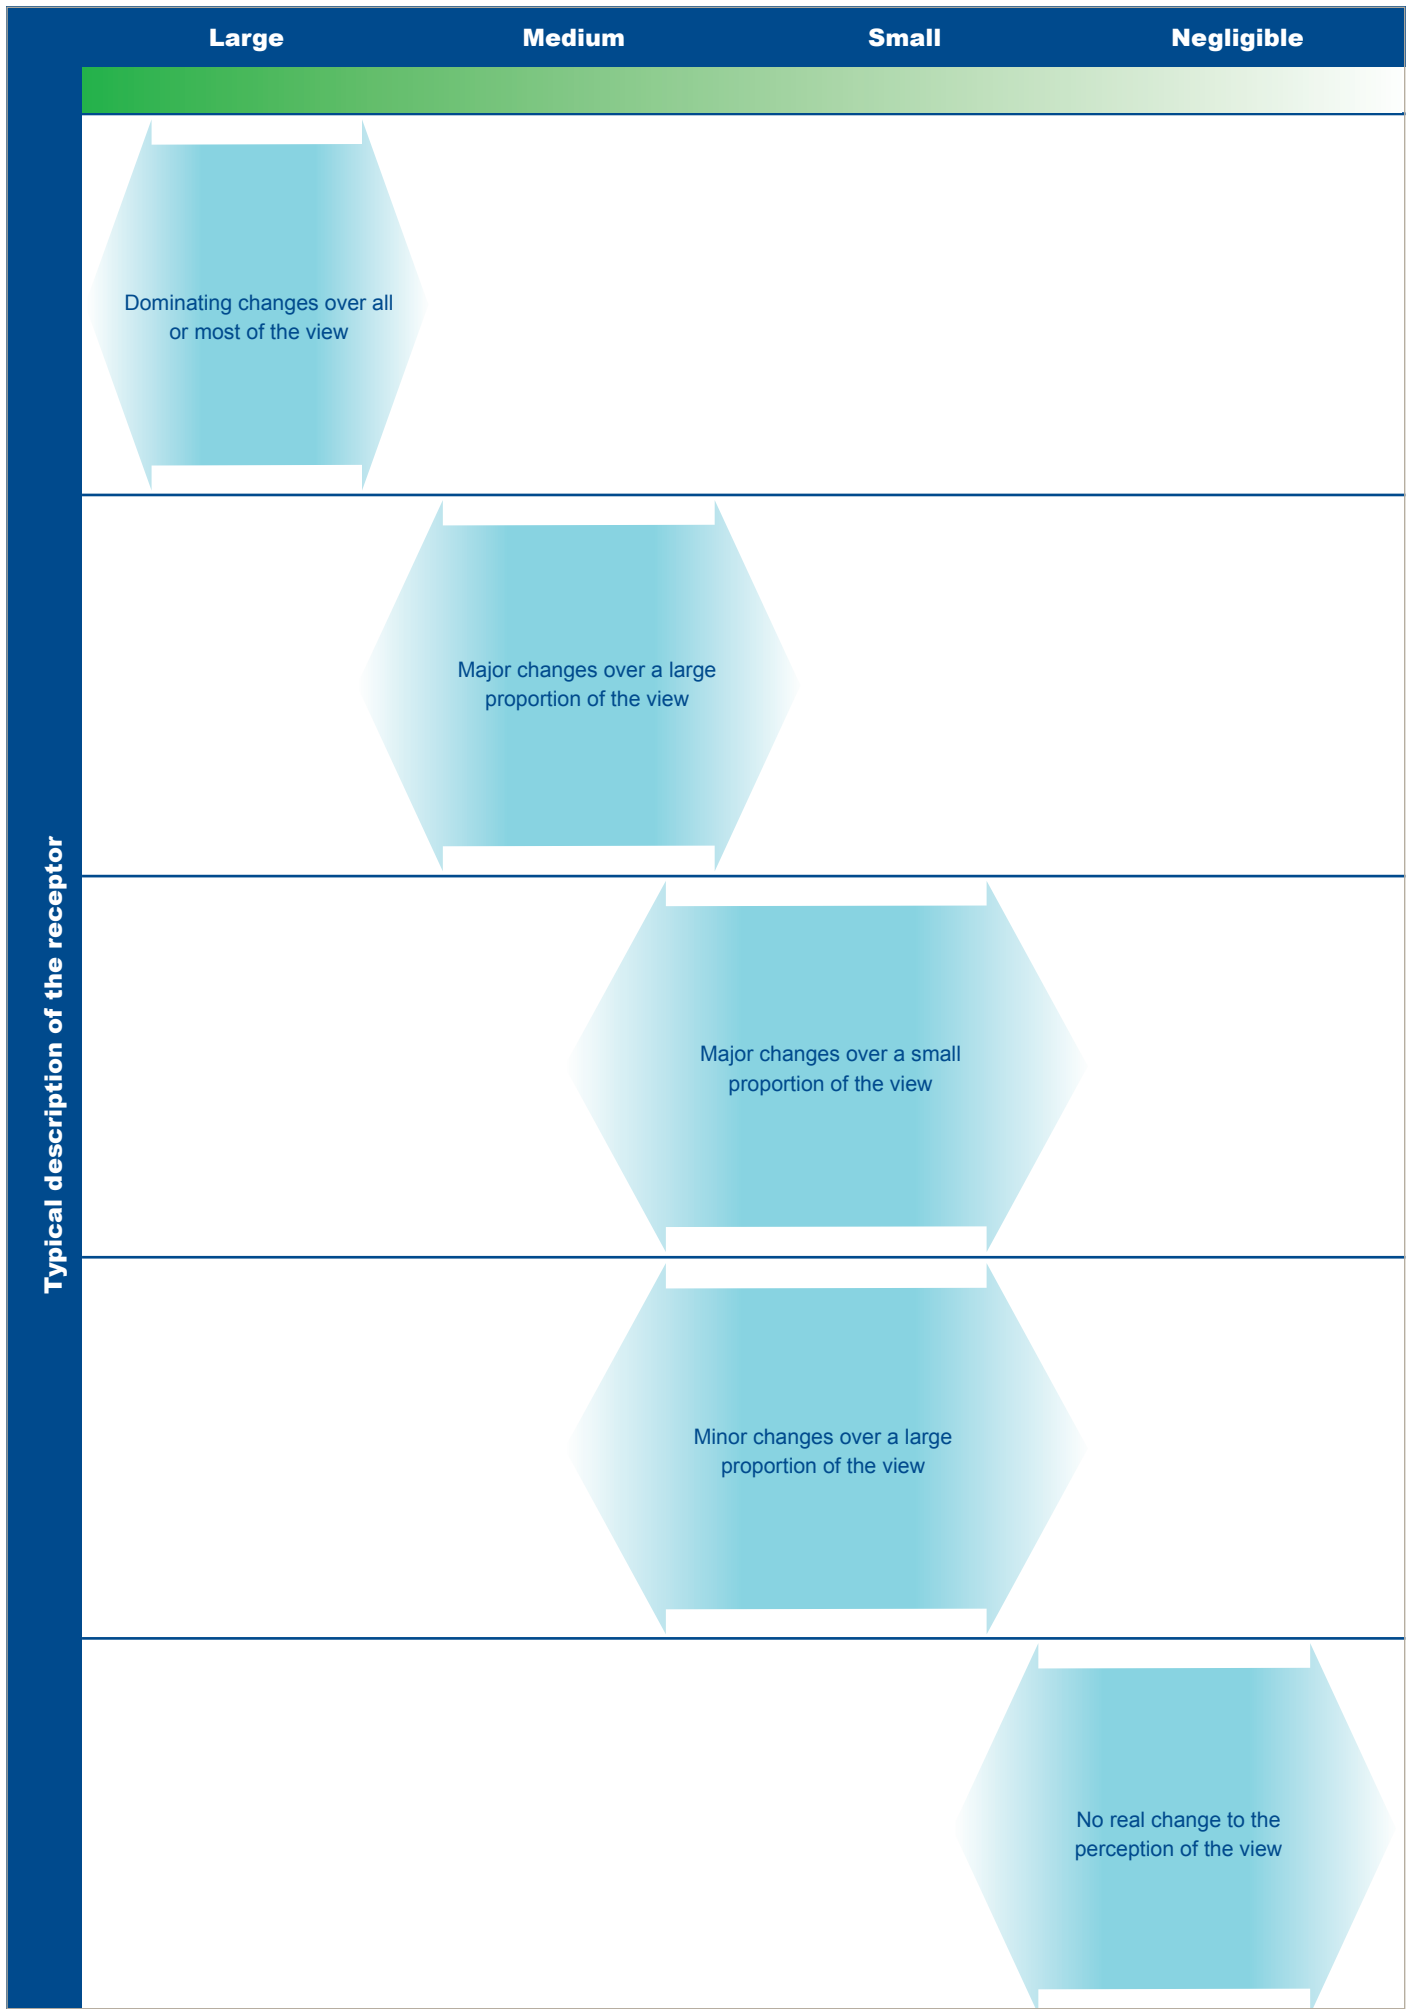 Large Medium Small Negligible
Typical description of the receptor
Dominating changes over all
or most of the view
Major changes over a large
proportion of the view
Major changes over a small
proportion of the view
Minor changes over a large
proportion of the view
No real change to the
perception of the view